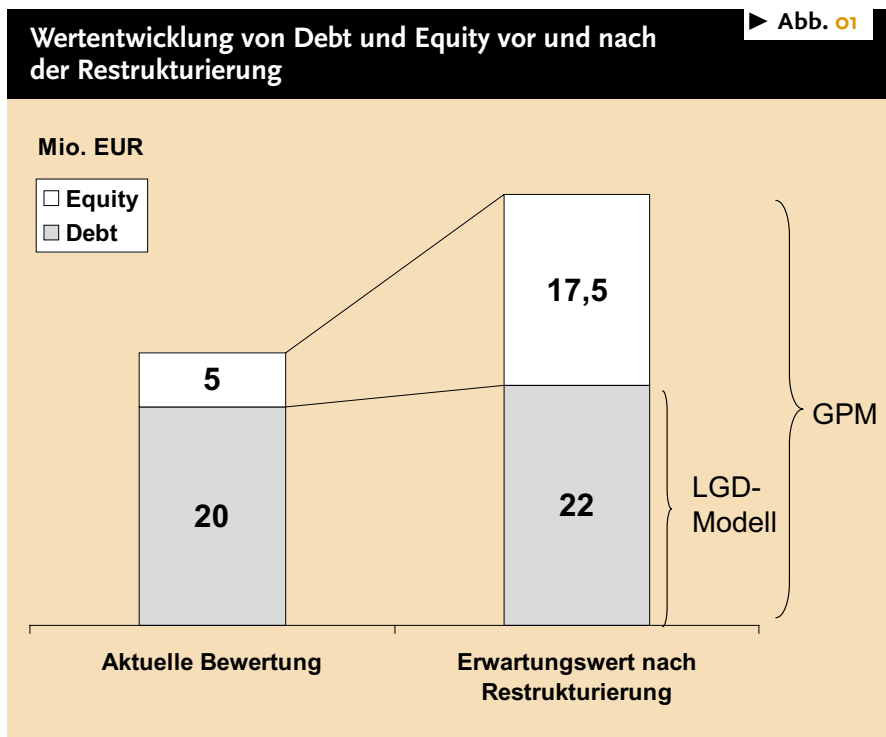 ► Abb. 01
Wertentwicklung von Debt und Equity vor und nach
der Restrukturierung
Mio. EUR
Equity
Debt
5
20
17,5
22
LGD-
Modell
GPM
Aktuelle Bewertung
Erwartungswert nach
Restrukturierung